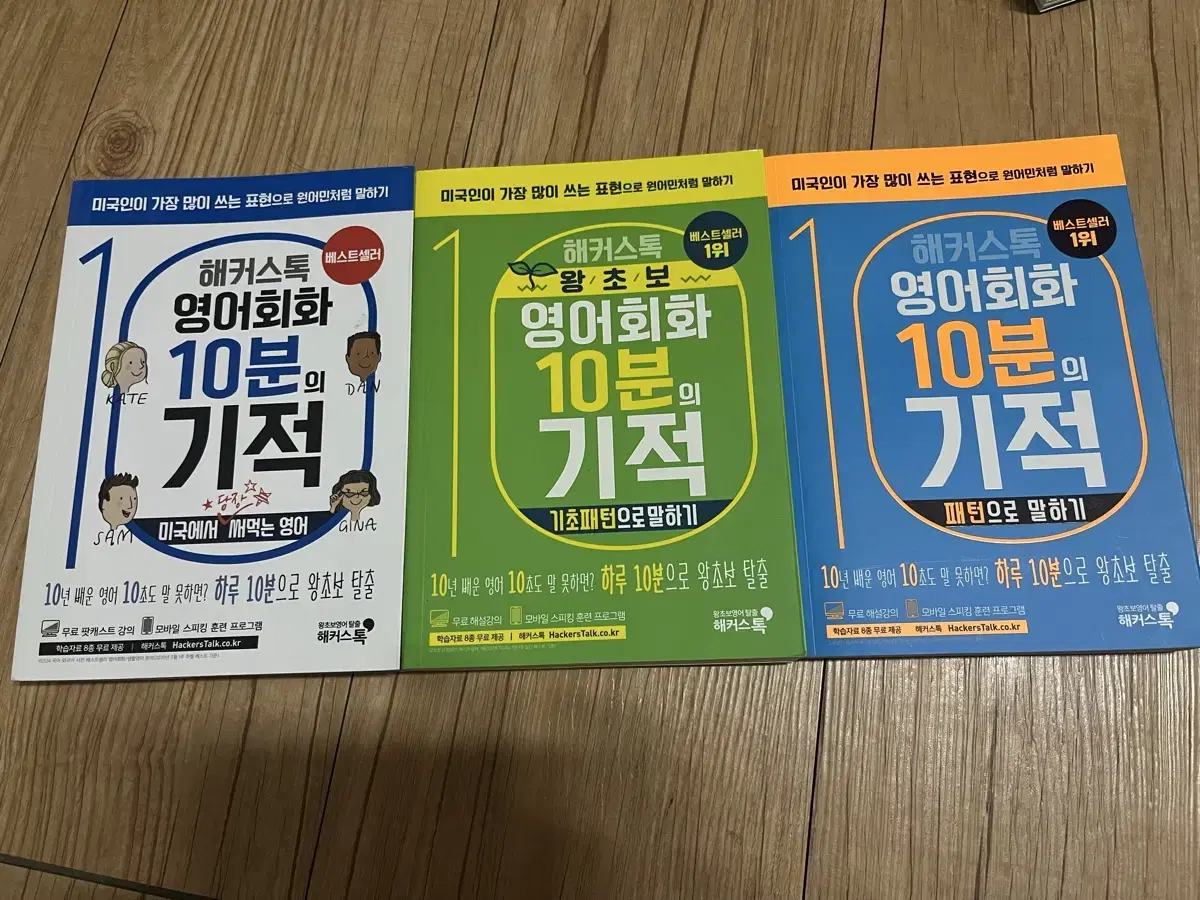 미국인이 가장 많이 쓰는 표현으로 원어민처럼 말하기
베스트셀러
10
해커스톡
영어회화
10분의
기적
KATE
DAN
SAM
GINA
당장
미국에서 써먹는 영어
10년 배운 영어 10초도 말 못하면? 하루 10분으로 왕초보 탈출
무료 팟캐스트 강의 모바일 스피킹 훈련 프로그램
학습자료 8종 무료 제공 | 해커스톡 HackersTalk.co.kr
왕초보영어 탈출
해커스톡
미국인이 가장 많이 쓰는 표현으로 원어민처럼 말하기
베스트셀러
1위
10
해커스톡
왕초보
영어회화
10분의
기적
기초패턴으로 말하기
10년 배운 영어 10초도 말 못하면? 하루 10분으로 왕초보 탈출
무료 해설강의 모바일 스피킹 훈련 프로그램
학습자료 8종 무료 제공 | 해커스톡 HackersTalk.co.kr
왕초보영어 탈출
해커스톡
미국인이 가장 많이 쓰는 표현으로 원어민처럼 말하기
베스트셀러
1위
10
해커스톡
영어회화
10분의
기적
패턴으로 말하기
10년 배운 영어 10초도 말 못하면? 하루 10분으로 왕초보 탈출
무료 해설강의 모바일 스피킹 훈련 프로그램
학습자료 8종 무료 제공 | 해커스톡 HackersTalk.co.kr
왕초보영어 탈출
해커스톡